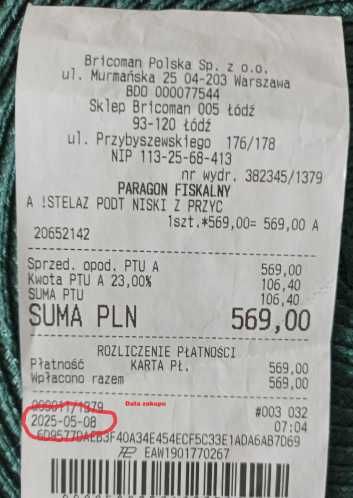 Bricoman Polska Sp. z o.o.
ul. Murmańska 25 04-203 Warszawa
BDO 000077544
Sklep Bricoman 005 Łódź
93-120 Łódź
ul. Przybyszewskiego 176/178
NIP 113-25-68-413
nr wydr. 382345/1379
PARAGON FISKALNY
A !STELAZ PODT NISKI Z PRZYC
1szt.*569,00= 569,00 A
20652142
Sprzed. opod. PTU A 569,00
Kwota PTU A 23,00% 106,40
SUMA PTU 106,40
SUMA PLN 569,00
ROZLICZENIE PŁATNOŚCI
Płatność KARTA PŁ. 569,00
Wpłacono razem 569,00
Data zakupu
#003 032
2025-05-08 07:04
6D9577DAEB3F40A34E454ECF5C33E1ADA6AB7D69
EAW1901770267